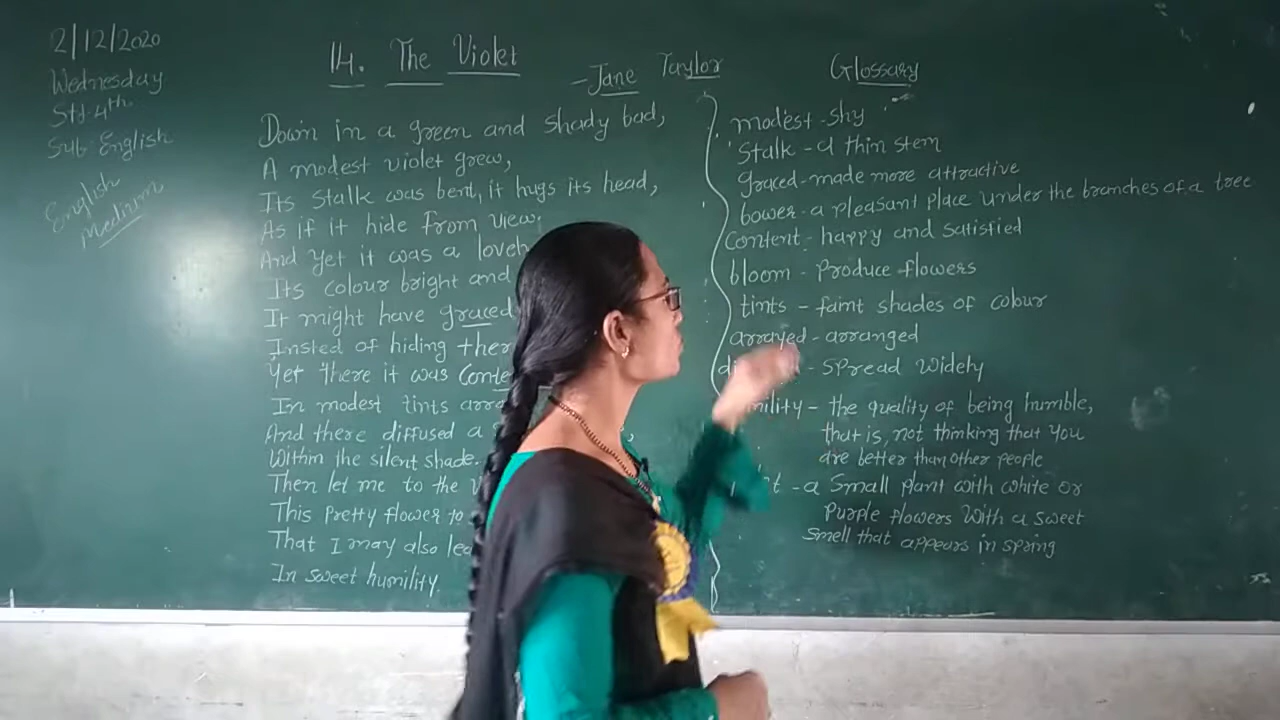 2/12/2020
Wednesday
Std: 4th
Sub: English
English
Medium
14. The Violet
- Jane Taylor
Down in a green and shady bad,
A modest violet grew,
Its stalk was bent, it hugs its head,
As if it hide from view.
And yet it was a
Its colour bright and
It might have graced
Insted of hiding
Yet there it was
In modest tints
And there diffused a
Within the silent shade.
Then let me to the
This pretty flower to
That I may also
In sweet humility.
Glossary
modest - shy
Stalk - a thin stem
graced - made more attractive
bower - a pleasant place under the branches of a tree
Content - happy and satisfied
bloom - Produce flowers
tints - faint shades of colour
arrayed - arranged
- spread widely
- the quality of being humble,
that is, not thinking that you
are better than other people
- a Small plant with white or
Purple flowers with a sweet
Smell that appears in spring